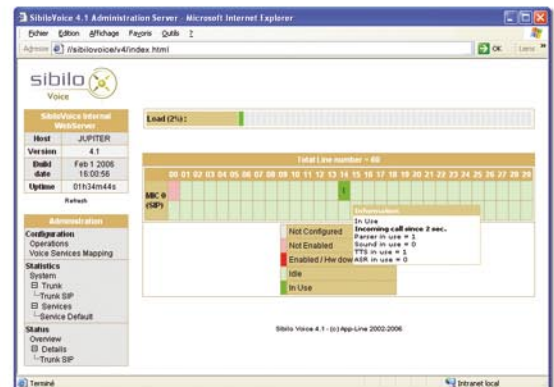 SibiloVoice 4.1 Administration Server - Microsoft Internet Explorer
Fichier Edition Affichage Favoris Outils ?
Adresse //sibilovoice/v4/index.html OK Liens »
sibilo
Voice
SibiloVoice Internal WebServer
Host JUPITER
Version 4.1
Build date Feb 1 2006 16:00:56
Uptime 01h34m44s
Refresh
Administration
Configuration
Operations
Voice Services Mapping
Statistics
System
Trunk
Trunk SIP
Services
Service Default
Status
Overview
Details
Trunk SIP
Load (2%) :
Total Line number = 60
00 01 02 03 04 05 06 07 08 09 10 11 12 13 14 15 16 17 18 19 20 21 22 23 24 25 26 27 28 29
MIC 0 (SIP)
1
Information
In Use
Incoming call since 2 sec.
Parser in use = 1
Sound in use = 0
TTS in use = 1
ASR in use = 0
Not Configured
Not Enabled
Enabled / Hw dow
Idle
In Use
Sibilo Voice 4.1 - (c) App-Line 2002-2006
Terminé Intranet local